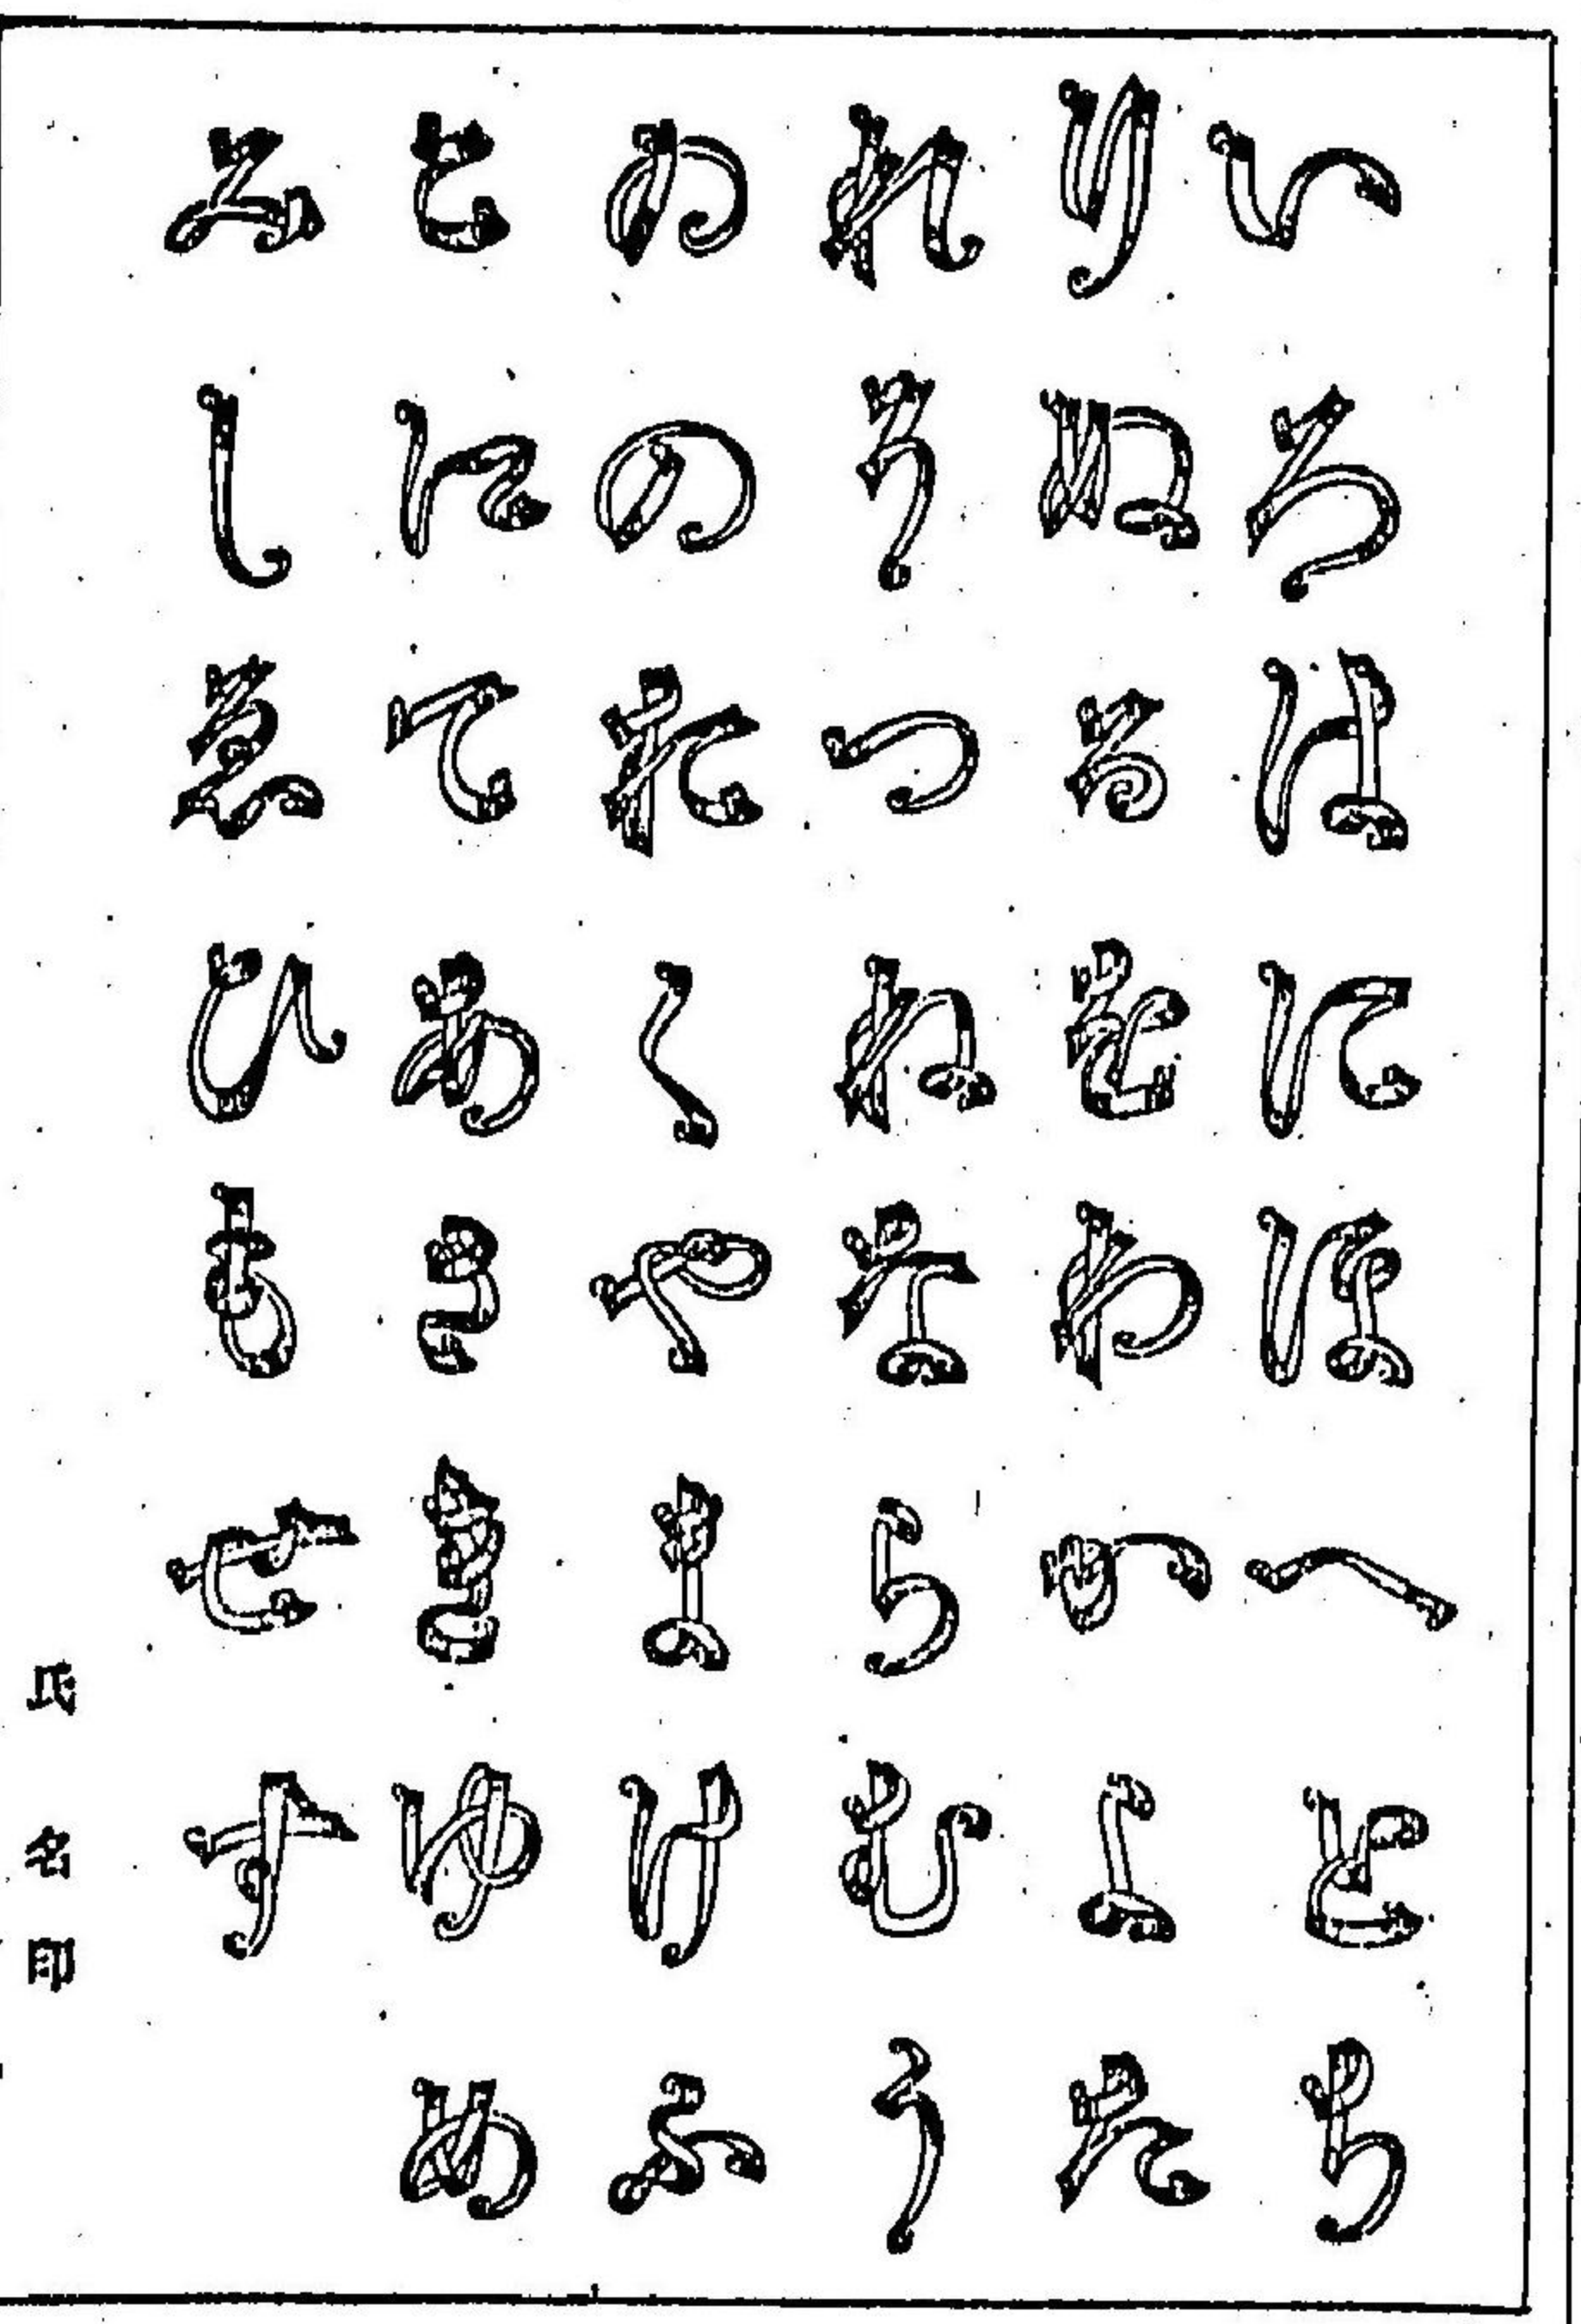 いろはにほへとち
りぬるをわかよた
れそつねならむう
ゐのおくやまけふ
こえてあさきゆめ
みしゑひもせす
氏名印